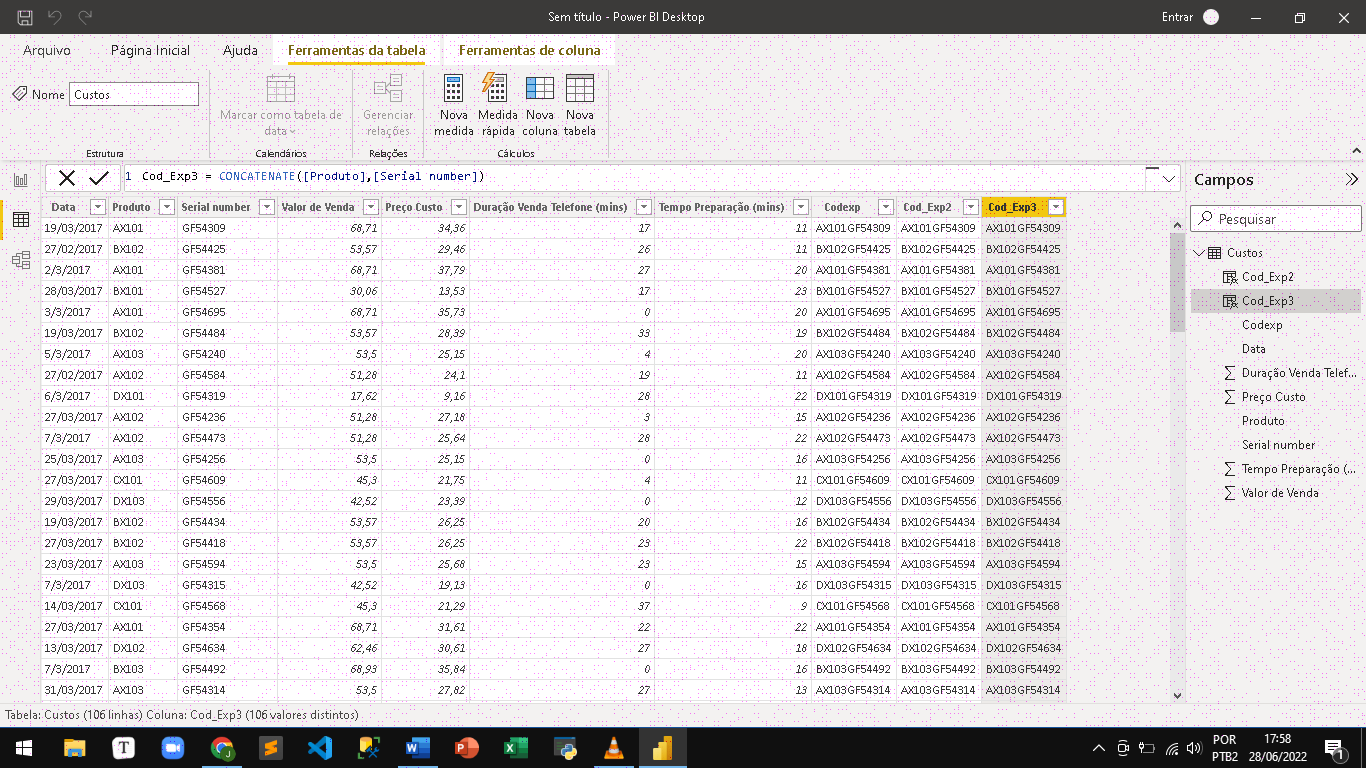 Sem título - Power BI Desktop
Entrar
Arquivo Página Inicial Ajuda Ferramentas da tabela Ferramentas de coluna
Nome Custos
Marcar como tabela de data
Gerenciar relações
Nova medida
Medida rápida
Nova coluna
Nova tabela
Estrutura Calendários Relações Cálculos
1 Cod_Exp3 = CONCATENATE([Produto],[Serial number])
Data Produto Serial number Valor de Venda Preço Custo Duração Venda Telefone (mins) Tempo Preparação (mins) Codexp Cod_Exp2 Cod_Exp3
19/03/2017 AX101 GF54309 68,71 34,36 17 11 AX101GF54309 AX101GF54309 AX101GF54309
27/02/2017 BX102 GF54425 53,57 29,46 26 11 BX102GF54425 BX102GF54425 BX102GF54425
2/3/2017 AX101 GF54381 68,71 37,79 27 20 AX101GF54381 AX101GF54381 AX101GF54381
28/03/2017 BX101 GF54527 30,06 13,53 17 23 BX101GF54527 BX101GF54527 BX101GF54527
3/3/2017 AX101 GF54695 68,71 35,73 0 20 AX101GF54695 AX101GF54695 AX101GF54695
19/03/2017 BX102 GF54484 53,57 28,39 33 19 BX102GF54484 BX102GF54484 BX102GF54484
5/3/2017 AX103 GF54240 53,5 25,15 4 20 AX103GF54240 AX103GF54240 AX103GF54240
27/02/2017 AX102 GF54584 51,28 24,1 19 11 AX102GF54584 AX102GF54584 AX102GF54584
6/3/2017 DX101 GF54319 17,62 9,16 28 22 DX101GF54319 DX101GF54319 DX101GF54319
27/03/2017 AX102 GF54236 51,28 27,18 3 15 AX102GF54236 AX102GF54236 AX102GF54236
7/3/2017 AX102 GF54473 51,28 25,64 28 22 AX102GF54473 AX102GF54473 AX102GF54473
25/03/2017 AX103 GF54256 53,5 25,15 0 16 AX103GF54256 AX103GF54256 AX103GF54256
27/03/2017 CX101 GF54609 45,3 21,75 4 11 CX101GF54609 CX101GF54609 CX101GF54609
29/03/2017 DX103 GF54556 42,52 23,39 0 12 DX103GF54556 DX103GF54556 DX103GF54556
19/03/2017 BX102 GF54434 53,57 26,25 20 16 BX102GF54434 BX102GF54434 BX102GF54434
27/03/2017 BX102 GF54418 53,57 26,25 23 22 BX102GF54418 BX102GF54418 BX102GF54418
23/03/2017 AX103 GF54594 53,5 25,68 23 15 AX103GF54594 AX103GF54594 AX103GF54594
7/3/2017 DX103 GF54315 42,52 19,13 0 16 DX103GF54315 DX103GF54315 DX103GF54315
14/03/2017 CX101 GF54568 45,3 21,29 37 9 CX101GF54568 CX101GF54568 CX101GF54568
27/03/2017 AX101 GF54354 68,71 31,61 22 22 AX101GF54354 AX101GF54354 AX101GF54354
13/03/2017 DX102 GF54634 62,46 30,61 27 18 DX102GF54634 DX102GF54634 DX102GF54634
7/3/2017 BX103 GF54492 68,93 35,84 0 16 BX103GF54492 BX103GF54492 BX103GF54492
31/03/2017 AX103 GF54314 53,5 27,82 27 13 AX103GF54314 AX103GF54314 AX103GF54314
Campos
Pesquisar
Custos
Cod_Exp2
Cod_Exp3
Codexp
Data
Duração Venda Telef...
Preço Custo
Produto
Serial number
Tempo Preparação (...
Valor de Venda
Tabela: Custos (106 linhas) Coluna: Cod_Exp3 (106 valores distintos)
POR 17:58
PTB2 28/06/2022
1